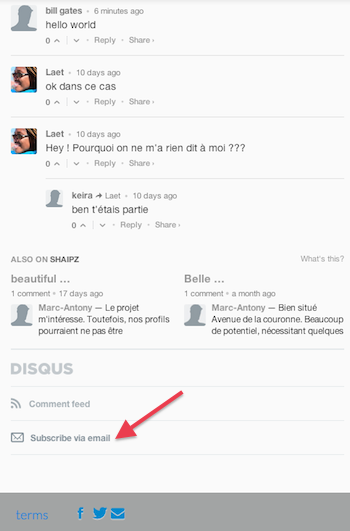 bill gates • 6 minutes ago
hello world
0 Reply Share ›
Laet • 10 days ago
ok dans ce cas
0 • Reply • Share ›
Laet • 10 days ago
Hey ! Pourquoi on ne m'a rien dit à moi ???
0 • Reply • Share ›
keira Laet • 10 days ago
ben t'étais partie
0 • Reply • Share ›
ALSO ON SHAIPZ What's this?
beautiful ...
1 comment • 17 days ago
Marc-Antony — Le projet
m'intéresse. Toutefois, nos profils
pourraient ne pas être
Belle ...
1 comment • a month ago
Marc-Antony — Bien situé
Avenue de la couronne. Beaucoup
de potentiel, nécessitant quelques
DISQUS
Comment feed
Subscribe via email
terms